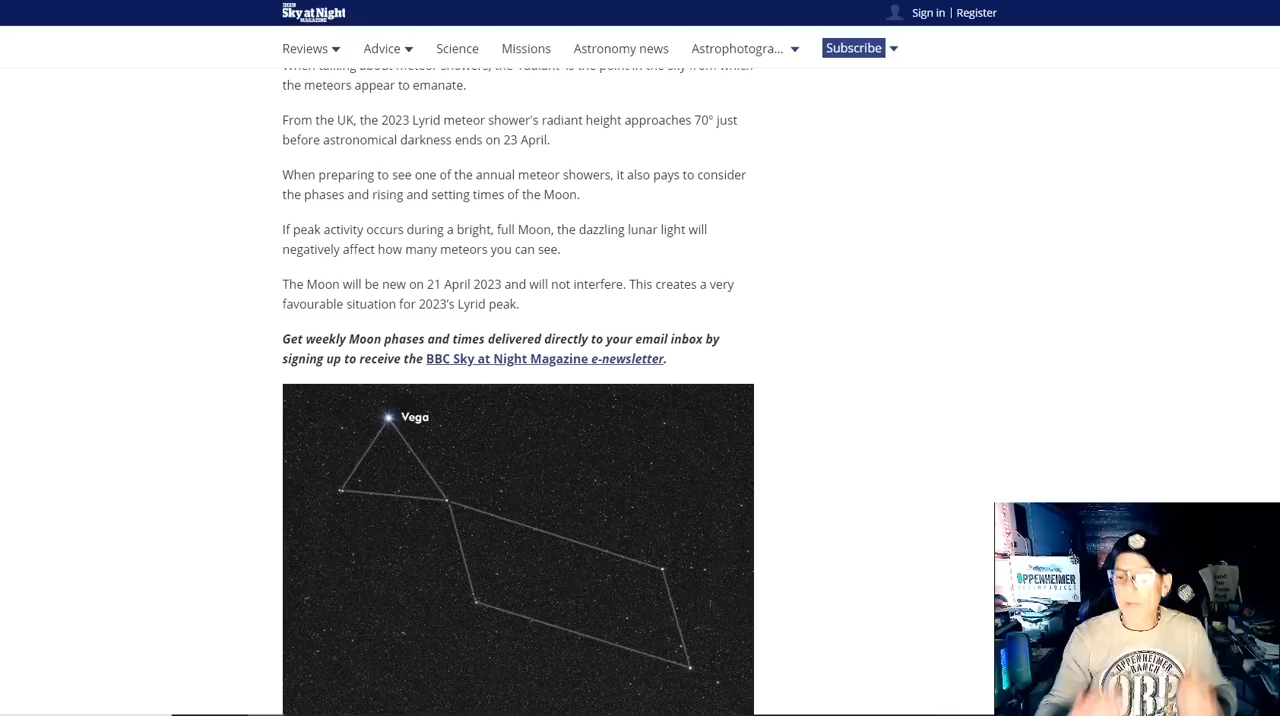 BBC
Sky at Night
MAGAZINE
Sign in | Register
Reviews
Advice
Science
Missions
Astronomy news
Astrophotogra...
Subscribe
When talking about meteor showers, the 'radiant' is the point in the sky from which
the meteors appear to emanate.
From the UK, the 2023 Lyrid meteor shower's radiant height approaches 70° just
before astronomical darkness ends on 23 April.
When preparing to see one of the annual meteor showers, it also pays to consider
the phases and rising and setting times of the Moon.
If peak activity occurs during a bright, full Moon, the dazzling lunar light will
negatively affect how many meteors you can see.
The Moon will be new on 21 April 2023 and will not interfere. This creates a very
favourable situation for 2023's Lyrid peak.
Get weekly Moon phases and times delivered directly to your email inbox by
signing up to receive the BBC Sky at Night Magazine e-newsletter.
Vega
OPPENHEIMER
OPPENHEIMER
RANCH
ORP